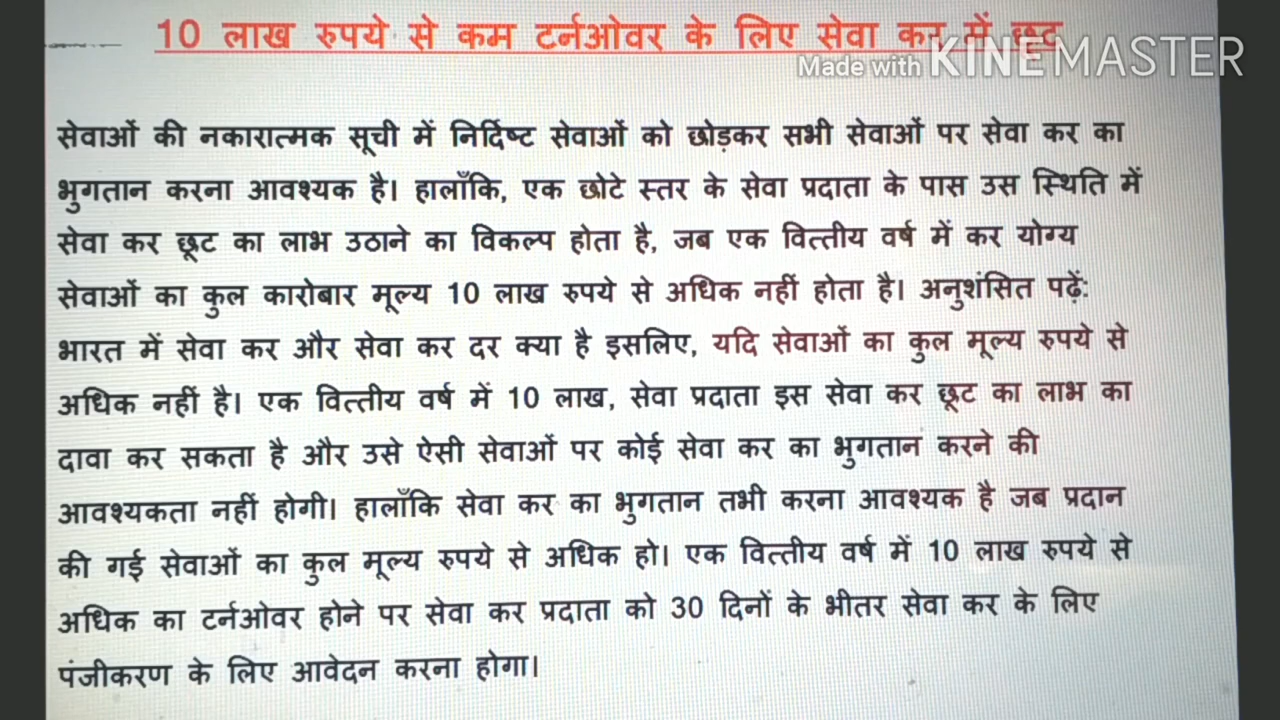 10 लाख रुपये से कम टर्नओवर के लिए सेवा कर में छूट
Made with KINEMASTER
सेवाओं की नकारात्मक सूची में निर्दिष्ट सेवाओं को छोड़कर सभी सेवाओं पर सेवा कर का
भुगतान करना आवश्यक है। हालाँकि, एक छोटे स्तर के सेवा प्रदाता के पास उस स्थिति में
सेवा कर छूट का लाभ उठाने का विकल्प होता है, जब एक वित्तीय वर्ष में कर योग्य
सेवाओं का कुल कारोबार मूल्य 10 लाख रुपये से अधिक नहीं होता है। अनुशंसित पढ़ें:
भारत में सेवा कर और सेवा कर दर क्या है इसलिए, यदि सेवाओं का कुल मूल्य रुपये से
अधिक नहीं है। एक वित्तीय वर्ष में 10 लाख, सेवा प्रदाता इस सेवा कर छूट का लाभ का
दावा कर सकता है और उसे ऐसी सेवाओं पर कोई सेवा कर का भुगतान करने की
आवश्यकता नहीं होगी। हालाँकि सेवा कर का भुगतान तभी करना आवश्यक है जब प्रदान
की गई सेवाओं का कुल मूल्य रुपये से अधिक हो। एक वित्तीय वर्ष में 10 लाख रुपये से
अधिक का टर्नओवर होने पर सेवा कर प्रदाता को 30 दिनों के भीतर सेवा कर के लिए
पंजीकरण के लिए आवेदन करना होगा।